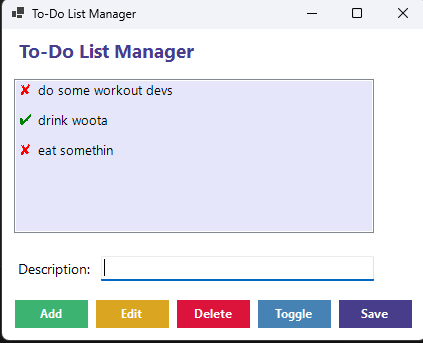 To-Do List Manager
To-Do List Manager
✘ do some workout devs
✔ drink woota
✘ eat somethin
Description:
Add Edit Delete Toggle Save